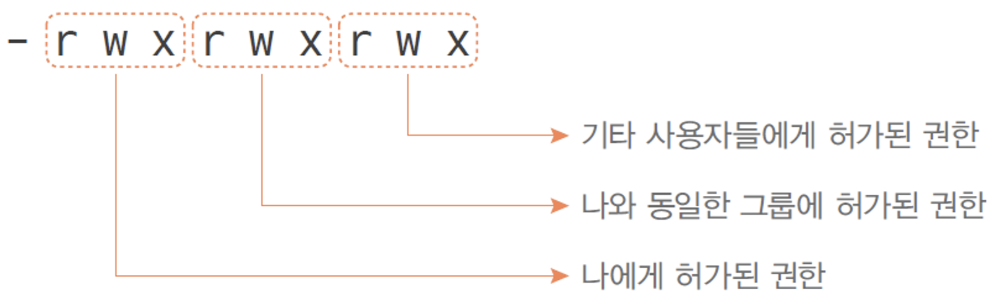 - r w x r w x r w x
기타 사용자들에게 허가된 권한
나와 동일한 그룹에 허가된 권한
나에게 허가된 권한